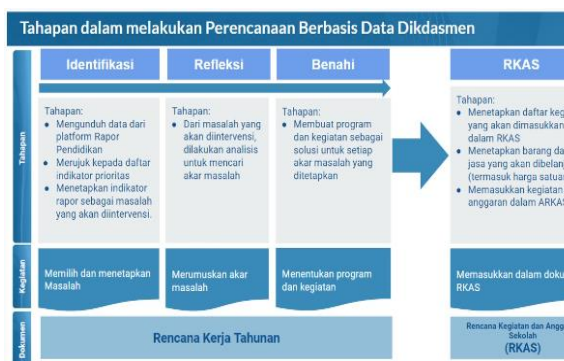 Tahapan dalam melakukan Perencanaan Berbasis Data Dikdasmen
Identifikasi
Refleksi
Benahi
RKAS
Tahapan
Tahapan:
● Mengunduh data dari
platform Rapor
Pendidikan
● Merujuk kepada daftar
indikator prioritas
● Menetapkan indikator
rapor sebagai masalah
yang akan diintervensi.
Tahapan:
● Dari masalah yang
akan diintervensi,
dilakukan analisis
untuk mencari
akar masalah
Tahapan:
● Membuat program
dan kegiatan sebagai
solusi untuk setiap
akar masalah yang
ditetapkan
Tahapan:
● Menetapkan daftar keg
yang akan dimasukkan
dalam RKAS
● Menetapkan barang da
jasa yang akan dibelanj
(termasuk harga satuan
● Memasukkan kegiatan
anggaran dalam ARKAS
Kegiatan
Memilih dan menetapkan
Masalah
Merumuskan akar
masalah
Menentukan program
dan kegiatan
Memasukkan dalam doku
RKAS
Dokumen
Rencana Kerja Tahunan
Rencana Kegiatan dan Angg
Sekolah
(RKAS)